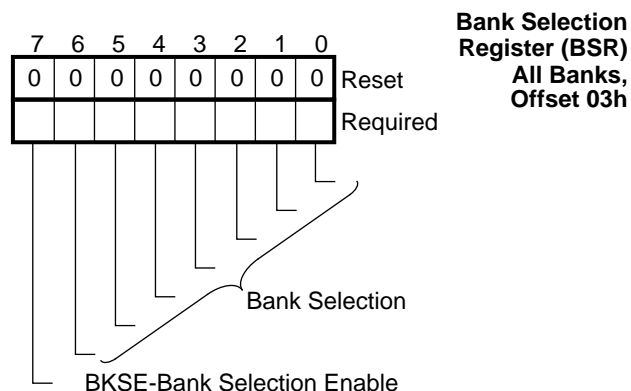 Bank Selection
Register (BSR)
All Banks,
Offset 03h
7 6 5 4 3 2 1 0
0 0 0 0 0 0 0 0 Reset
Required
Bank Selection
BKSE-Bank Selection Enable